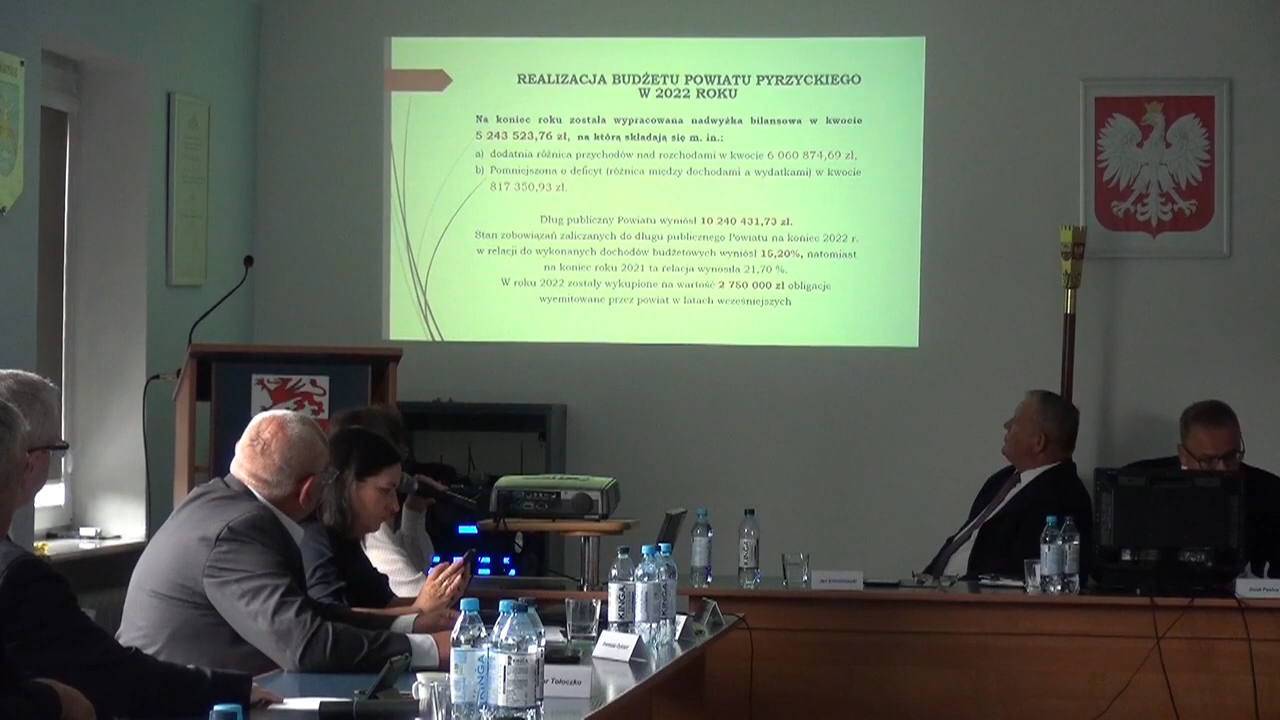 REALIZACJA BUDŻETU POWIATU PYRZYCKIEGO
W 2022 ROKU
Na koniec roku została wypracowana nadwyżka bilansowa w kwocie
5 243 523,76 zł, na którą składają się m. in.:
a) dodatnia różnica przychodów nad rozchodami w kwocie 6 060 874,69 zł,
b) Pomniejszona o deficyt (różnica między dochodami a wydatkami) w kwocie
817 350,93 zł.
Dług publiczny Powiatu wyniósł 10 240 431,73 zł.
Stan zobowiązań zaliczanych do długu publicznego Powiatu na koniec 2022 r.
w relacji do wykonanych dochodów budżetowych wyniósł 15,20%, natomiast
na koniec roku 2021 ta relacja wynosiła 21,70 %.
W roku 2022 zostały wykupione na wartość 2 750 000 zł obligacje
wyemitowane przez powiat w latach wcześniejszych
KINGA
KINGA
KINGA
Tołoczko